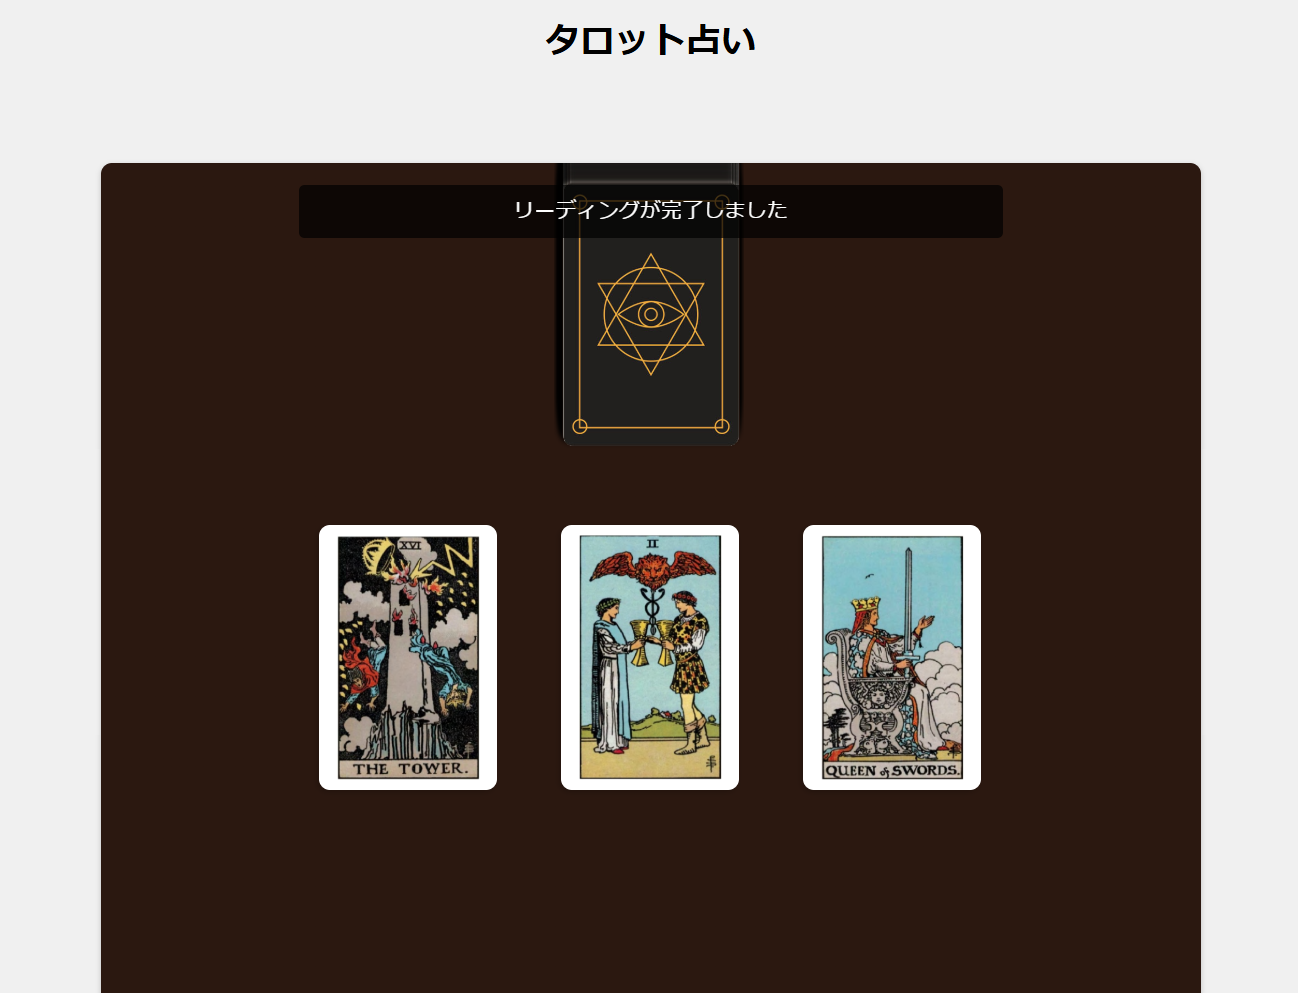 タロット占い
リーディングが完了しました
XVI
THE TOWER.
II
QUEEN of SWORDS.